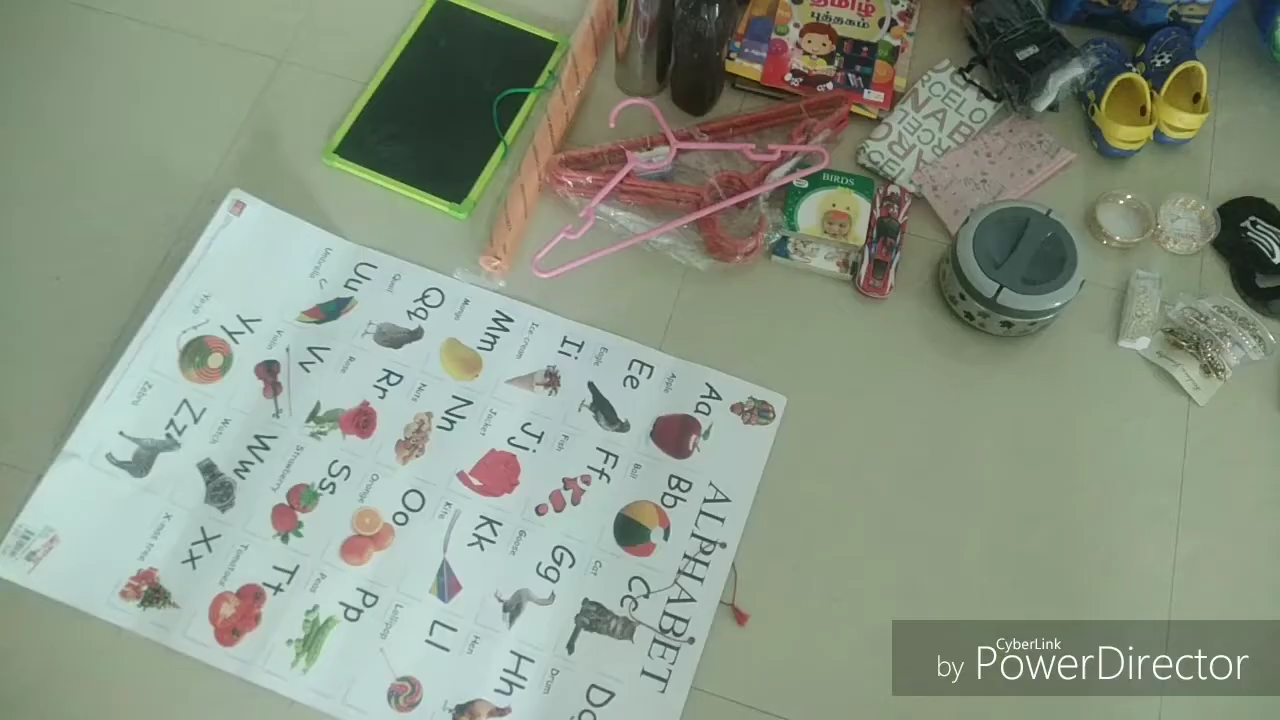 தமிழ்
புத்தகம்
BIRDS
ALPHABET
Aa
Apple
Bb
Ball
Cc
Cat
Drum
Ee
Eagle
Ff
Fish
Gg
Goose
Hh
Hen
Ii
Ice-cream
Jj
Jacket
Kk
Kite
Ll
Lollipop
Mm
Mango
Nn
Nuts
Oo
Orange
Pp
Peas
Qq
Quail
Rr
Rose
Ss
Strawberry
Tt
Tomatoes
Uu
Umbrella
Vv
Violin
Ww
Watch
Xx
X-mas tree
Yy
Yo-yo
Zz
Zebra
by CyberLink
PowerDirector